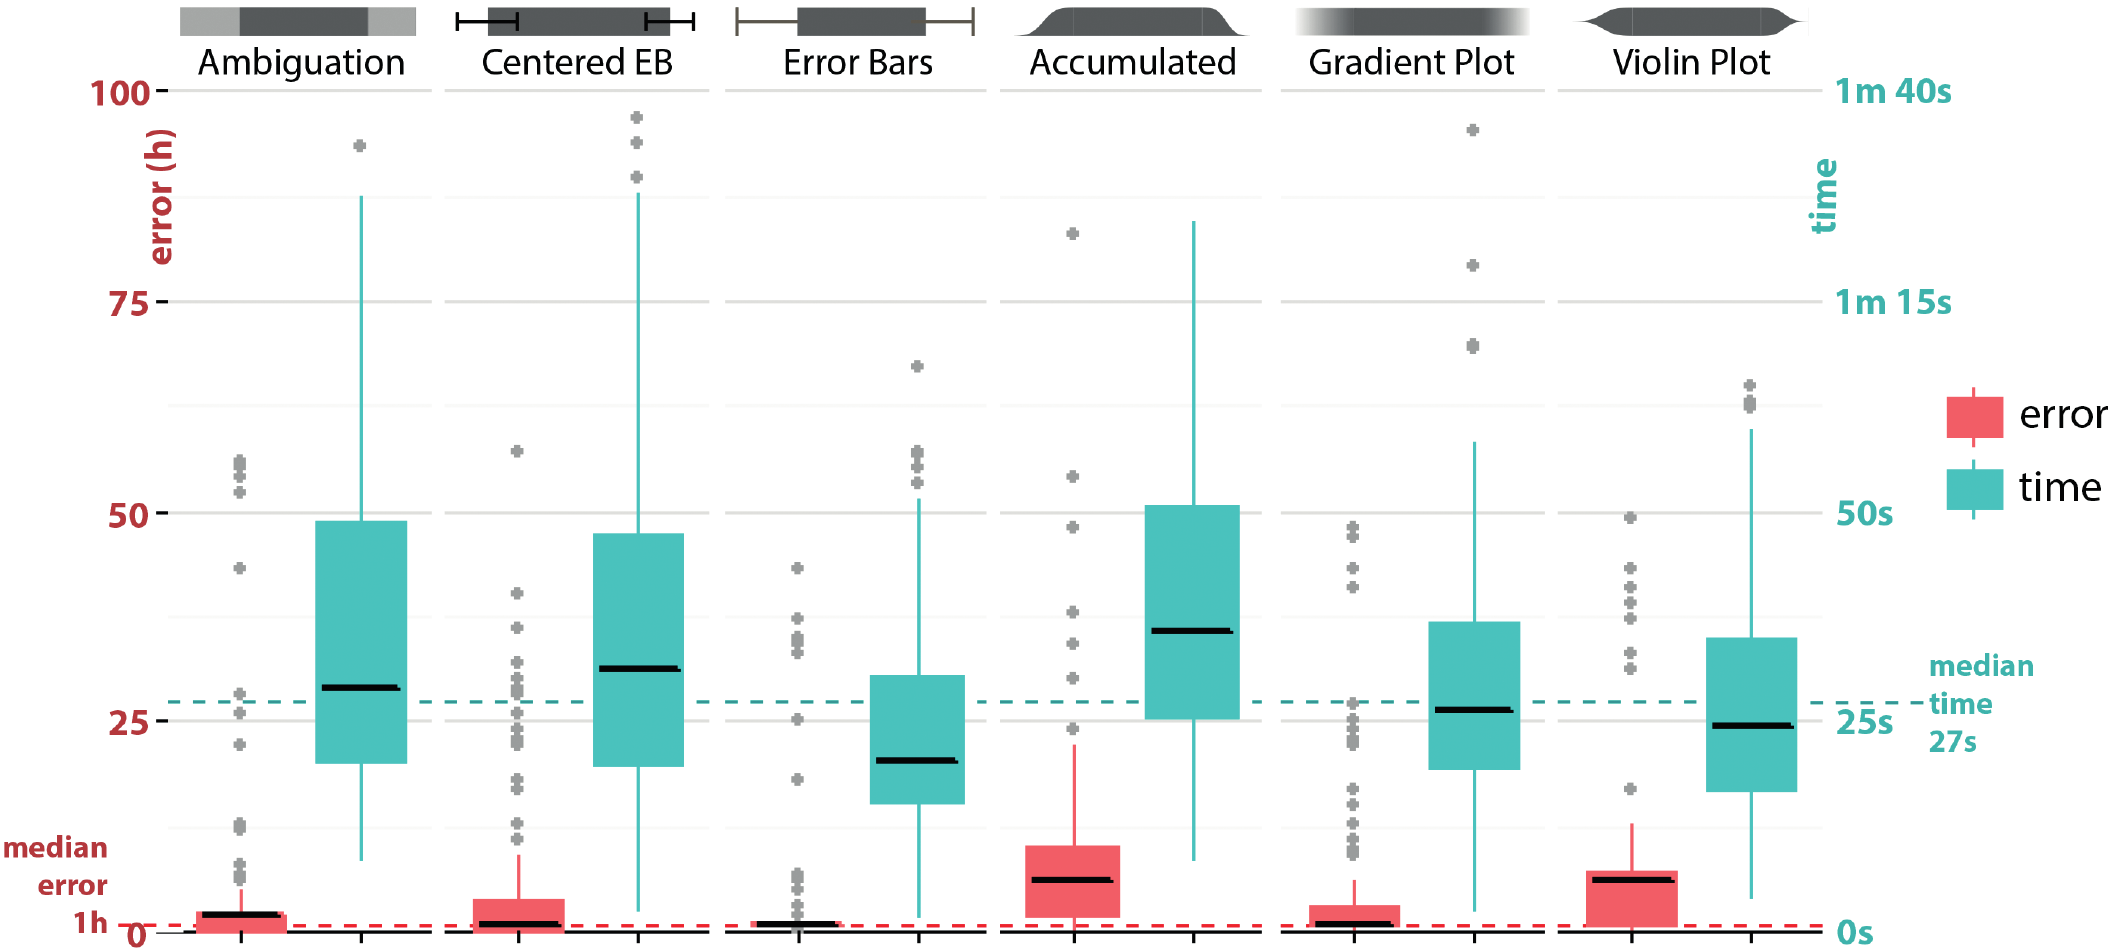 Ambiguation Centered EB Error Bars Accumulated Gradient Plot Violin Plot
100
75
50
25
0
error (h)
median
error
1h
1m 40s
1m 15s
50s
25s
0s
time
median
time
27s
error
time